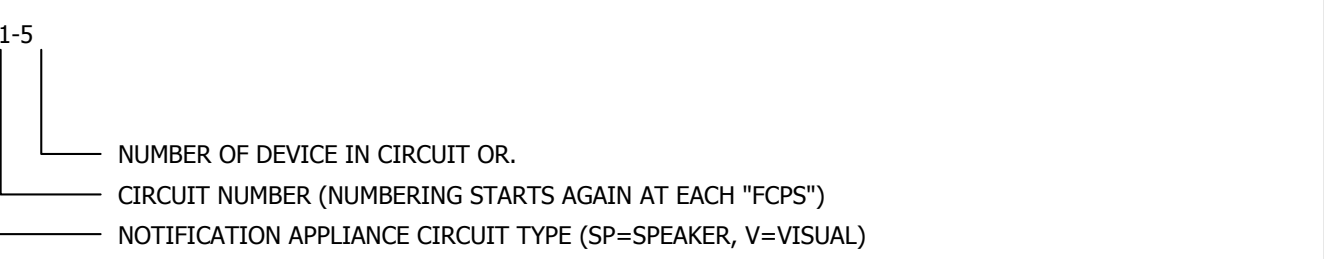 1-5
NUMBER OF DEVICE IN CIRCUIT OR.
CIRCUIT NUMBER (NUMBERING STARTS AGAIN AT EACH "FCPS")
NOTIFICATION APPLIANCE CIRCUIT TYPE (SP=SPEAKER, V=VISUAL)